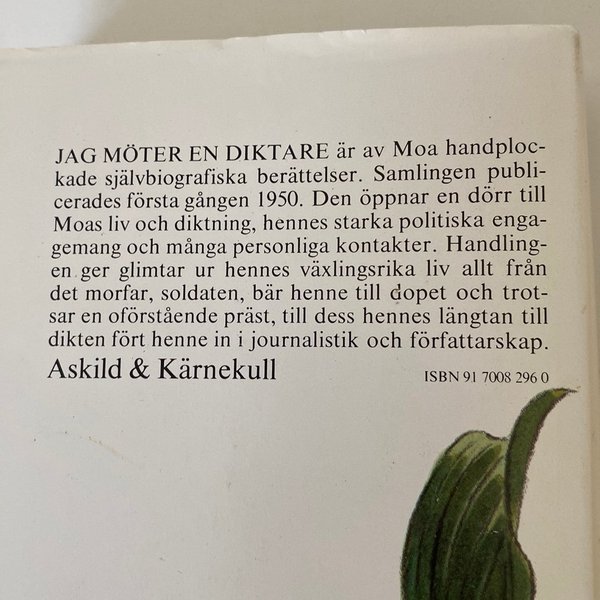 JAG MÖTER EN DIKTARE är av Moa handploc-
kade självbiografiska berättelser. Samlingen publi-
cerades första gången 1950. Den öppnar en dörr till
Moas liv och diktning, hennes starka politiska enga-
gemang och många personliga kontakter. Handling-
en ger glimtar ur hennes växlingsrika liv allt från
det morfar, soldaten, bär henne till dopet och trot-
sar en oförstående präst, till dess hennes längtan till
dikten fört henne in i journalistik och författarskap.
Askild & Kärnekull
ISBN 91 7008 296 0